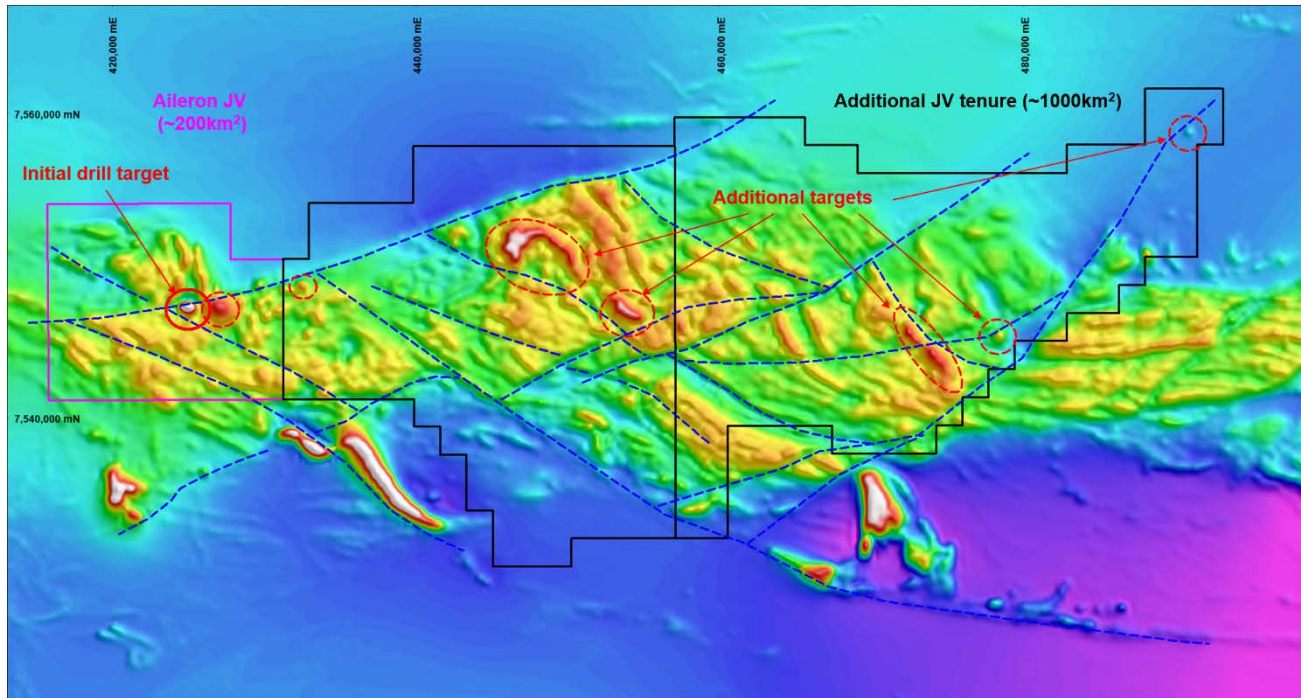 420,000 mE
440,000 mE
460,000 mE
480,000 mE
Aileron JV
(~200km²)
Additional JV tenure (~1000km²)
7,560,000 mN
Initial drill target
Additional targets
7,540,000 mN